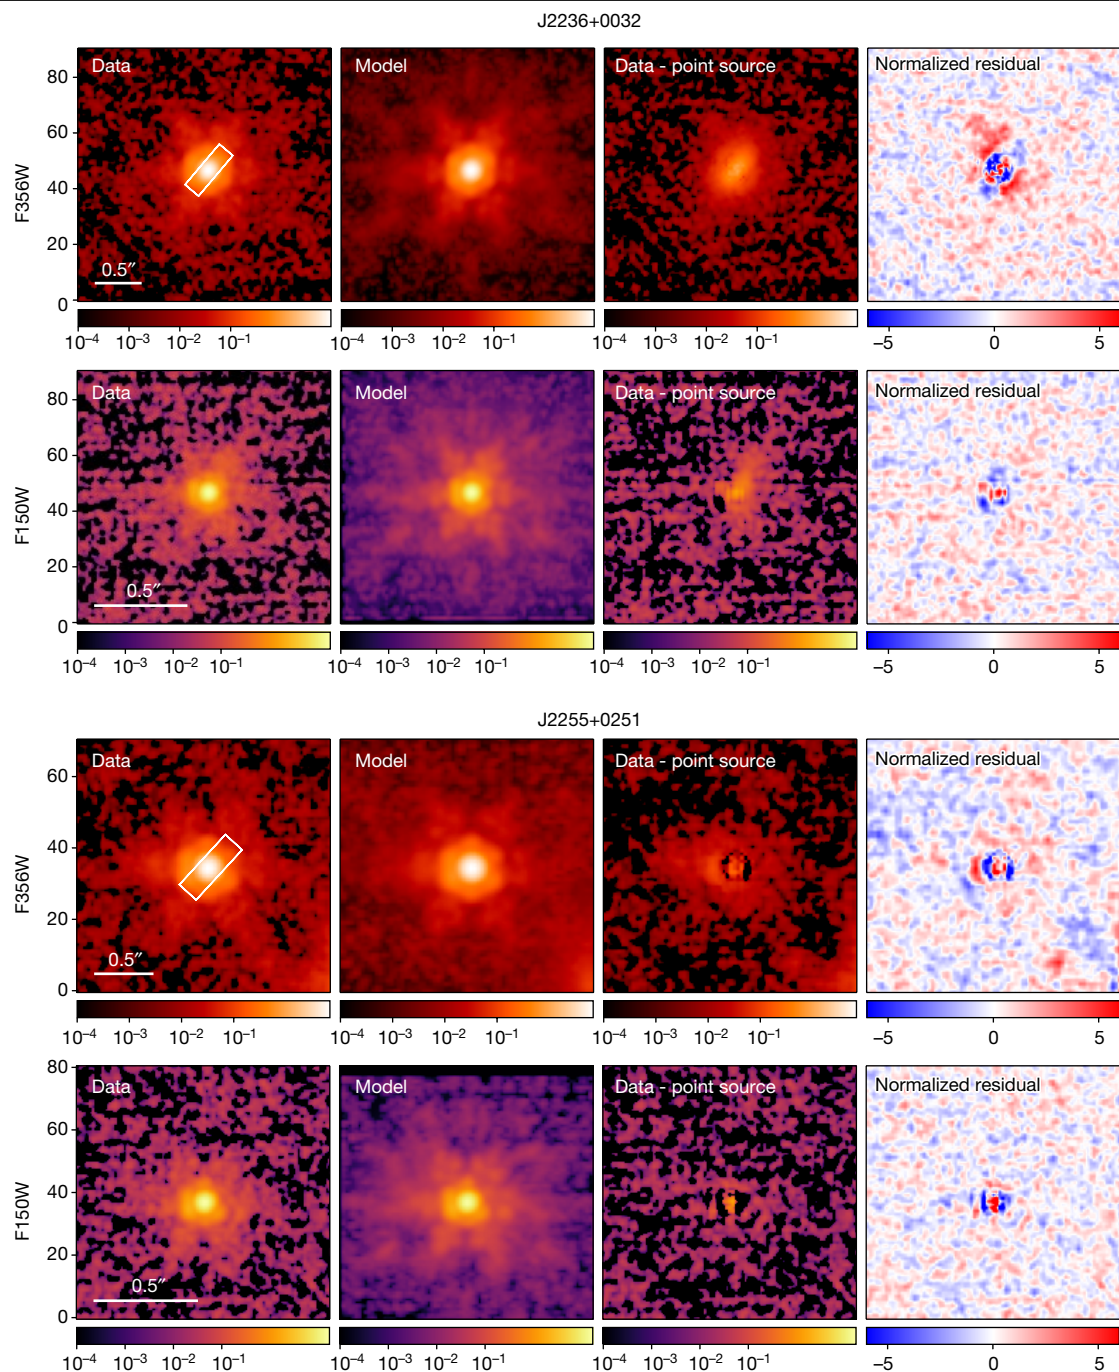 J2236+0032
Data Model Data - point source Normalized residual
F356W
80
60
40
20
0
0.5″
10⁻⁴ 10⁻³ 10⁻² 10⁻¹ 10⁻⁴ 10⁻³ 10⁻² 10⁻¹ 10⁻⁴ 10⁻³ 10⁻² 10⁻¹ −5 0 5
Data Model Data - point source Normalized residual
F150W
80
60
40
20
0
0.5″
10⁻⁴ 10⁻³ 10⁻² 10⁻¹ 10⁻⁴ 10⁻³ 10⁻² 10⁻¹ 10⁻⁴ 10⁻³ 10⁻² 10⁻¹ −5 0 5
J2255+0251
Data Model Data - point source Normalized residual
F356W
60
40
20
0
0.5″
10⁻⁴ 10⁻³ 10⁻² 10⁻¹ 10⁻⁴ 10⁻³ 10⁻² 10⁻¹ 10⁻⁴ 10⁻³ 10⁻² 10⁻¹ −5 0 5
Data Model Data - point source Normalized residual
F150W
80
60
40
20
0
0.5″
10⁻⁴ 10⁻³ 10⁻² 10⁻¹ 10⁻⁴ 10⁻³ 10⁻² 10⁻¹ 10⁻⁴ 10⁻³ 10⁻² 10⁻¹ −5 0 5